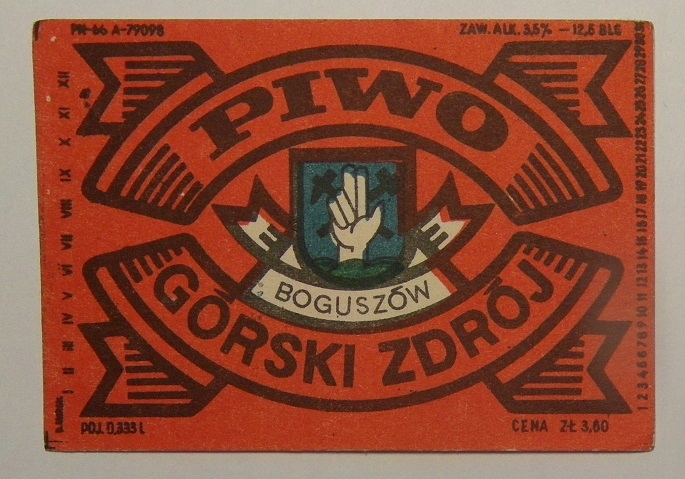 PN-66 A-79098
ZAW. ALK. 3,5% — 12,5 BLG
PIWO
E E
BOGUSZÓW
GÓRSKI ZDRÓJ
I II III IV V VI VII VIII IX X XI XII
1 2 3 4 5 6 7 8 9 10 11 12 13 14 15 16 17 18 19 20 21 22 23 24 25 26 27 28 29 30 31
POJ. 0,333 L
CENA ZŁ 3,60